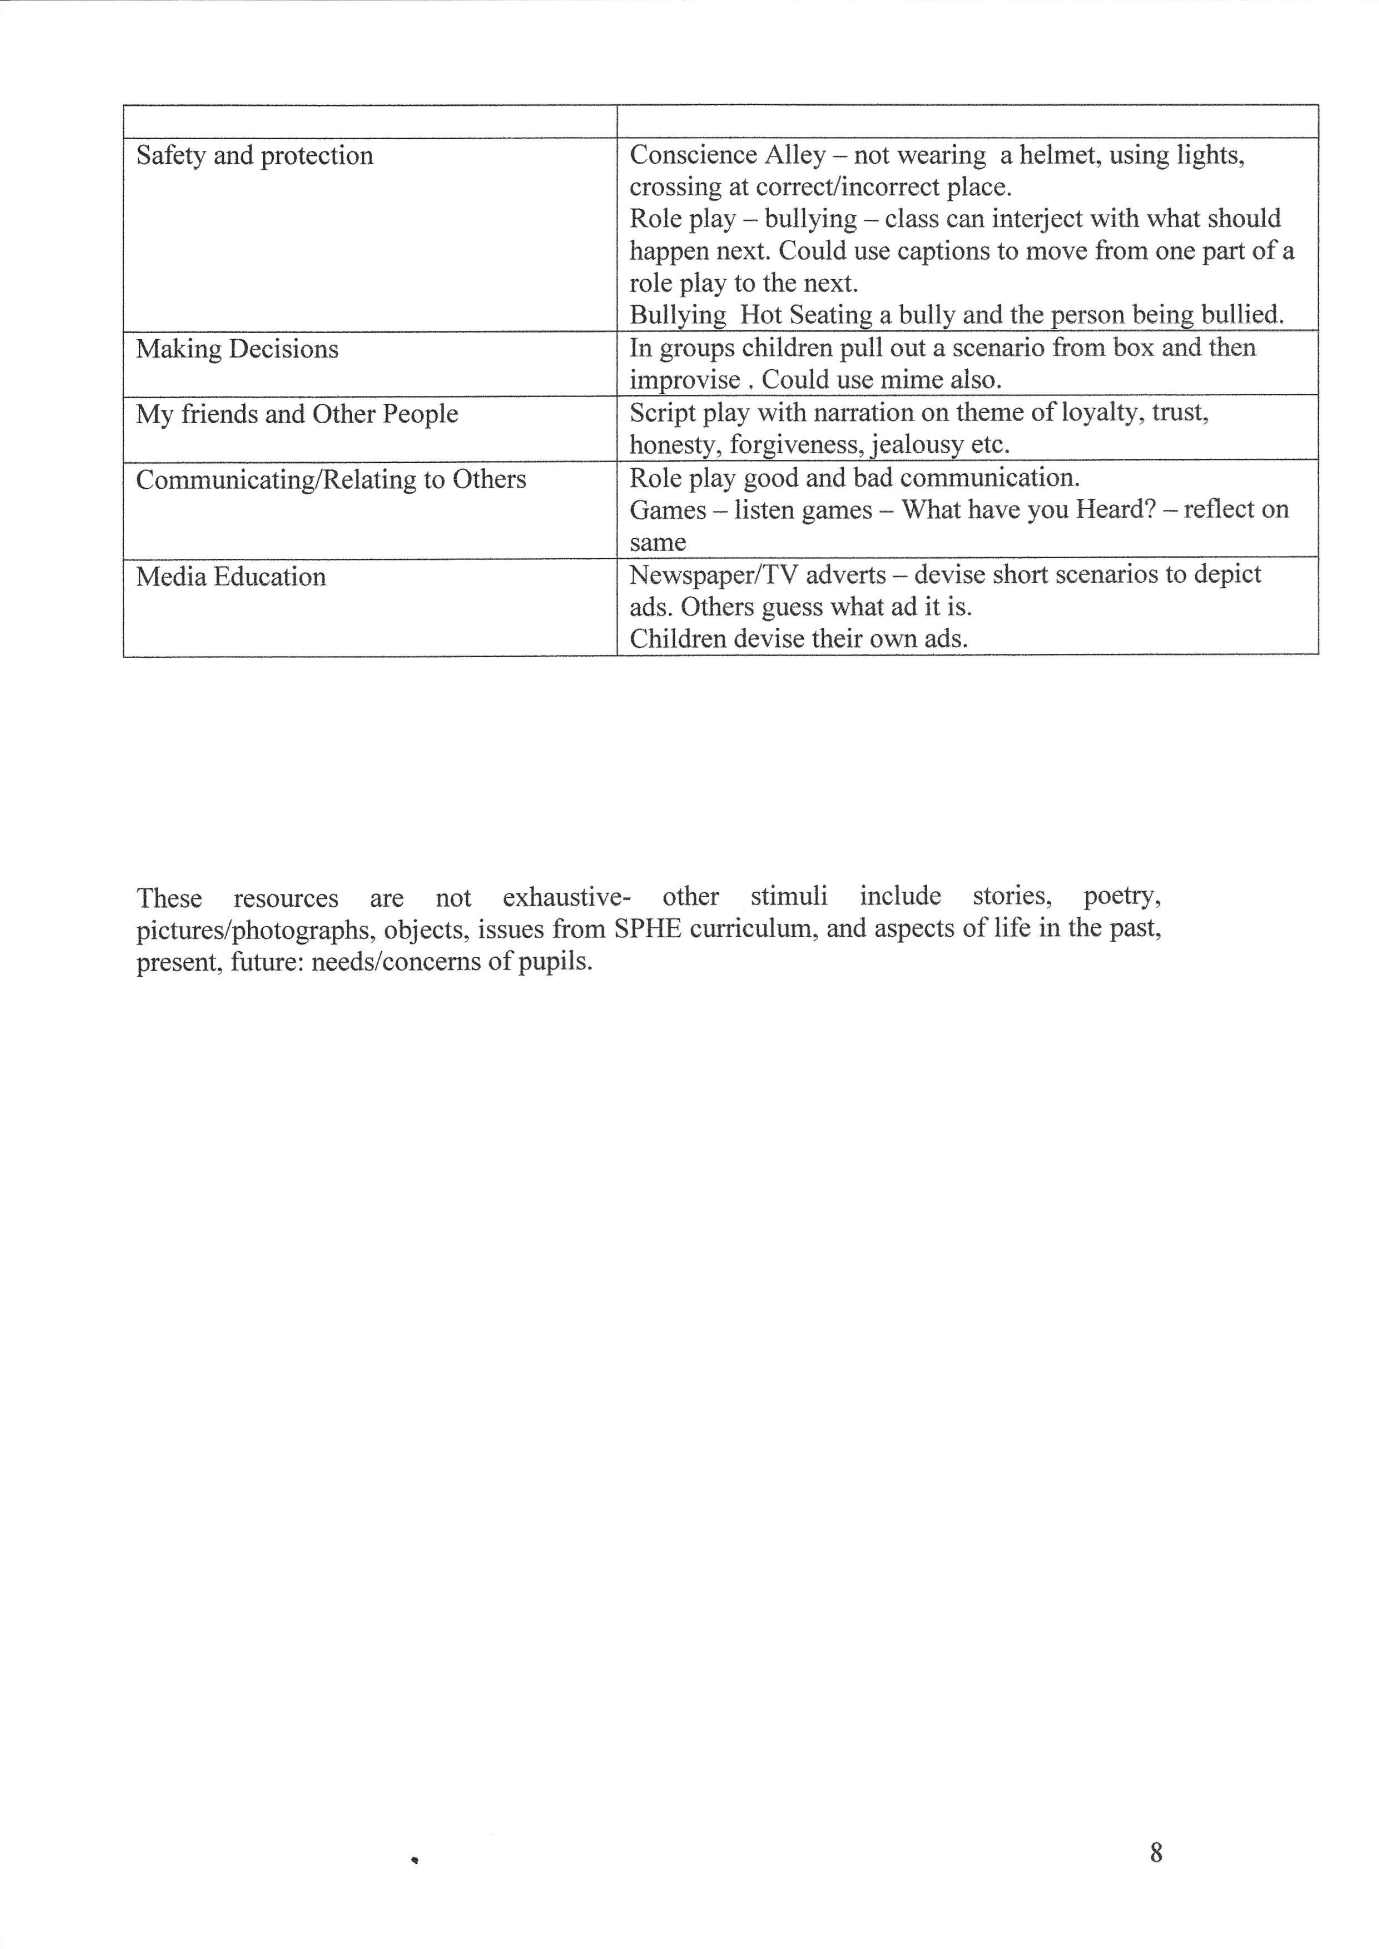 Safety and protection
Conscience Alley – not wearing  a helmet, using lights,
crossing at correct/incorrect place.
Role play – bullying – class can interject with what should
happen next. Could use captions to move from one part of a
role play to the next.
Bullying  Hot Seating a bully and the person being bullied.
Making Decisions
In groups children pull out a scenario from box and then
improvise . Could use mime also.
My friends and Other People
Script play with narration on theme of loyalty, trust,
honesty, forgiveness, jealousy etc.
Communicating/Relating to Others
Role play good and bad communication.
Games – listen games – What have you Heard? – reflect on
same
Media Education
Newspaper/TV adverts – devise short scenarios to depict
ads. Others guess what ad it is.
Children devise their own ads.
These resources are not exhaustive- other stimuli include stories, poetry,
pictures/photographs, objects, issues from SPHE curriculum, and aspects of life in the past,
present, future: needs/concerns of pupils.
8